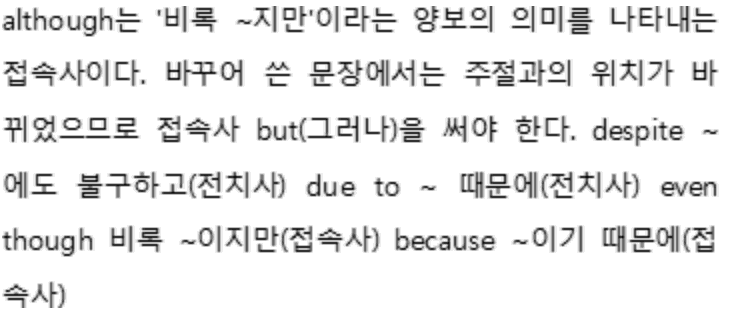 although는 '비록 ~지만'이라는 양보의 의미를 나타내는
접속사이다. 바꾸어 쓴 문장에서는 주절과의 위치가 바
뀌었으므로 접속사 but(그러나)을 써야 한다. despite ~
에도 불구하고(전치사) due to ~ 때문에(전치사) even
though 비록 ~이지만(접속사) because ~이기 때문에(접
속사)